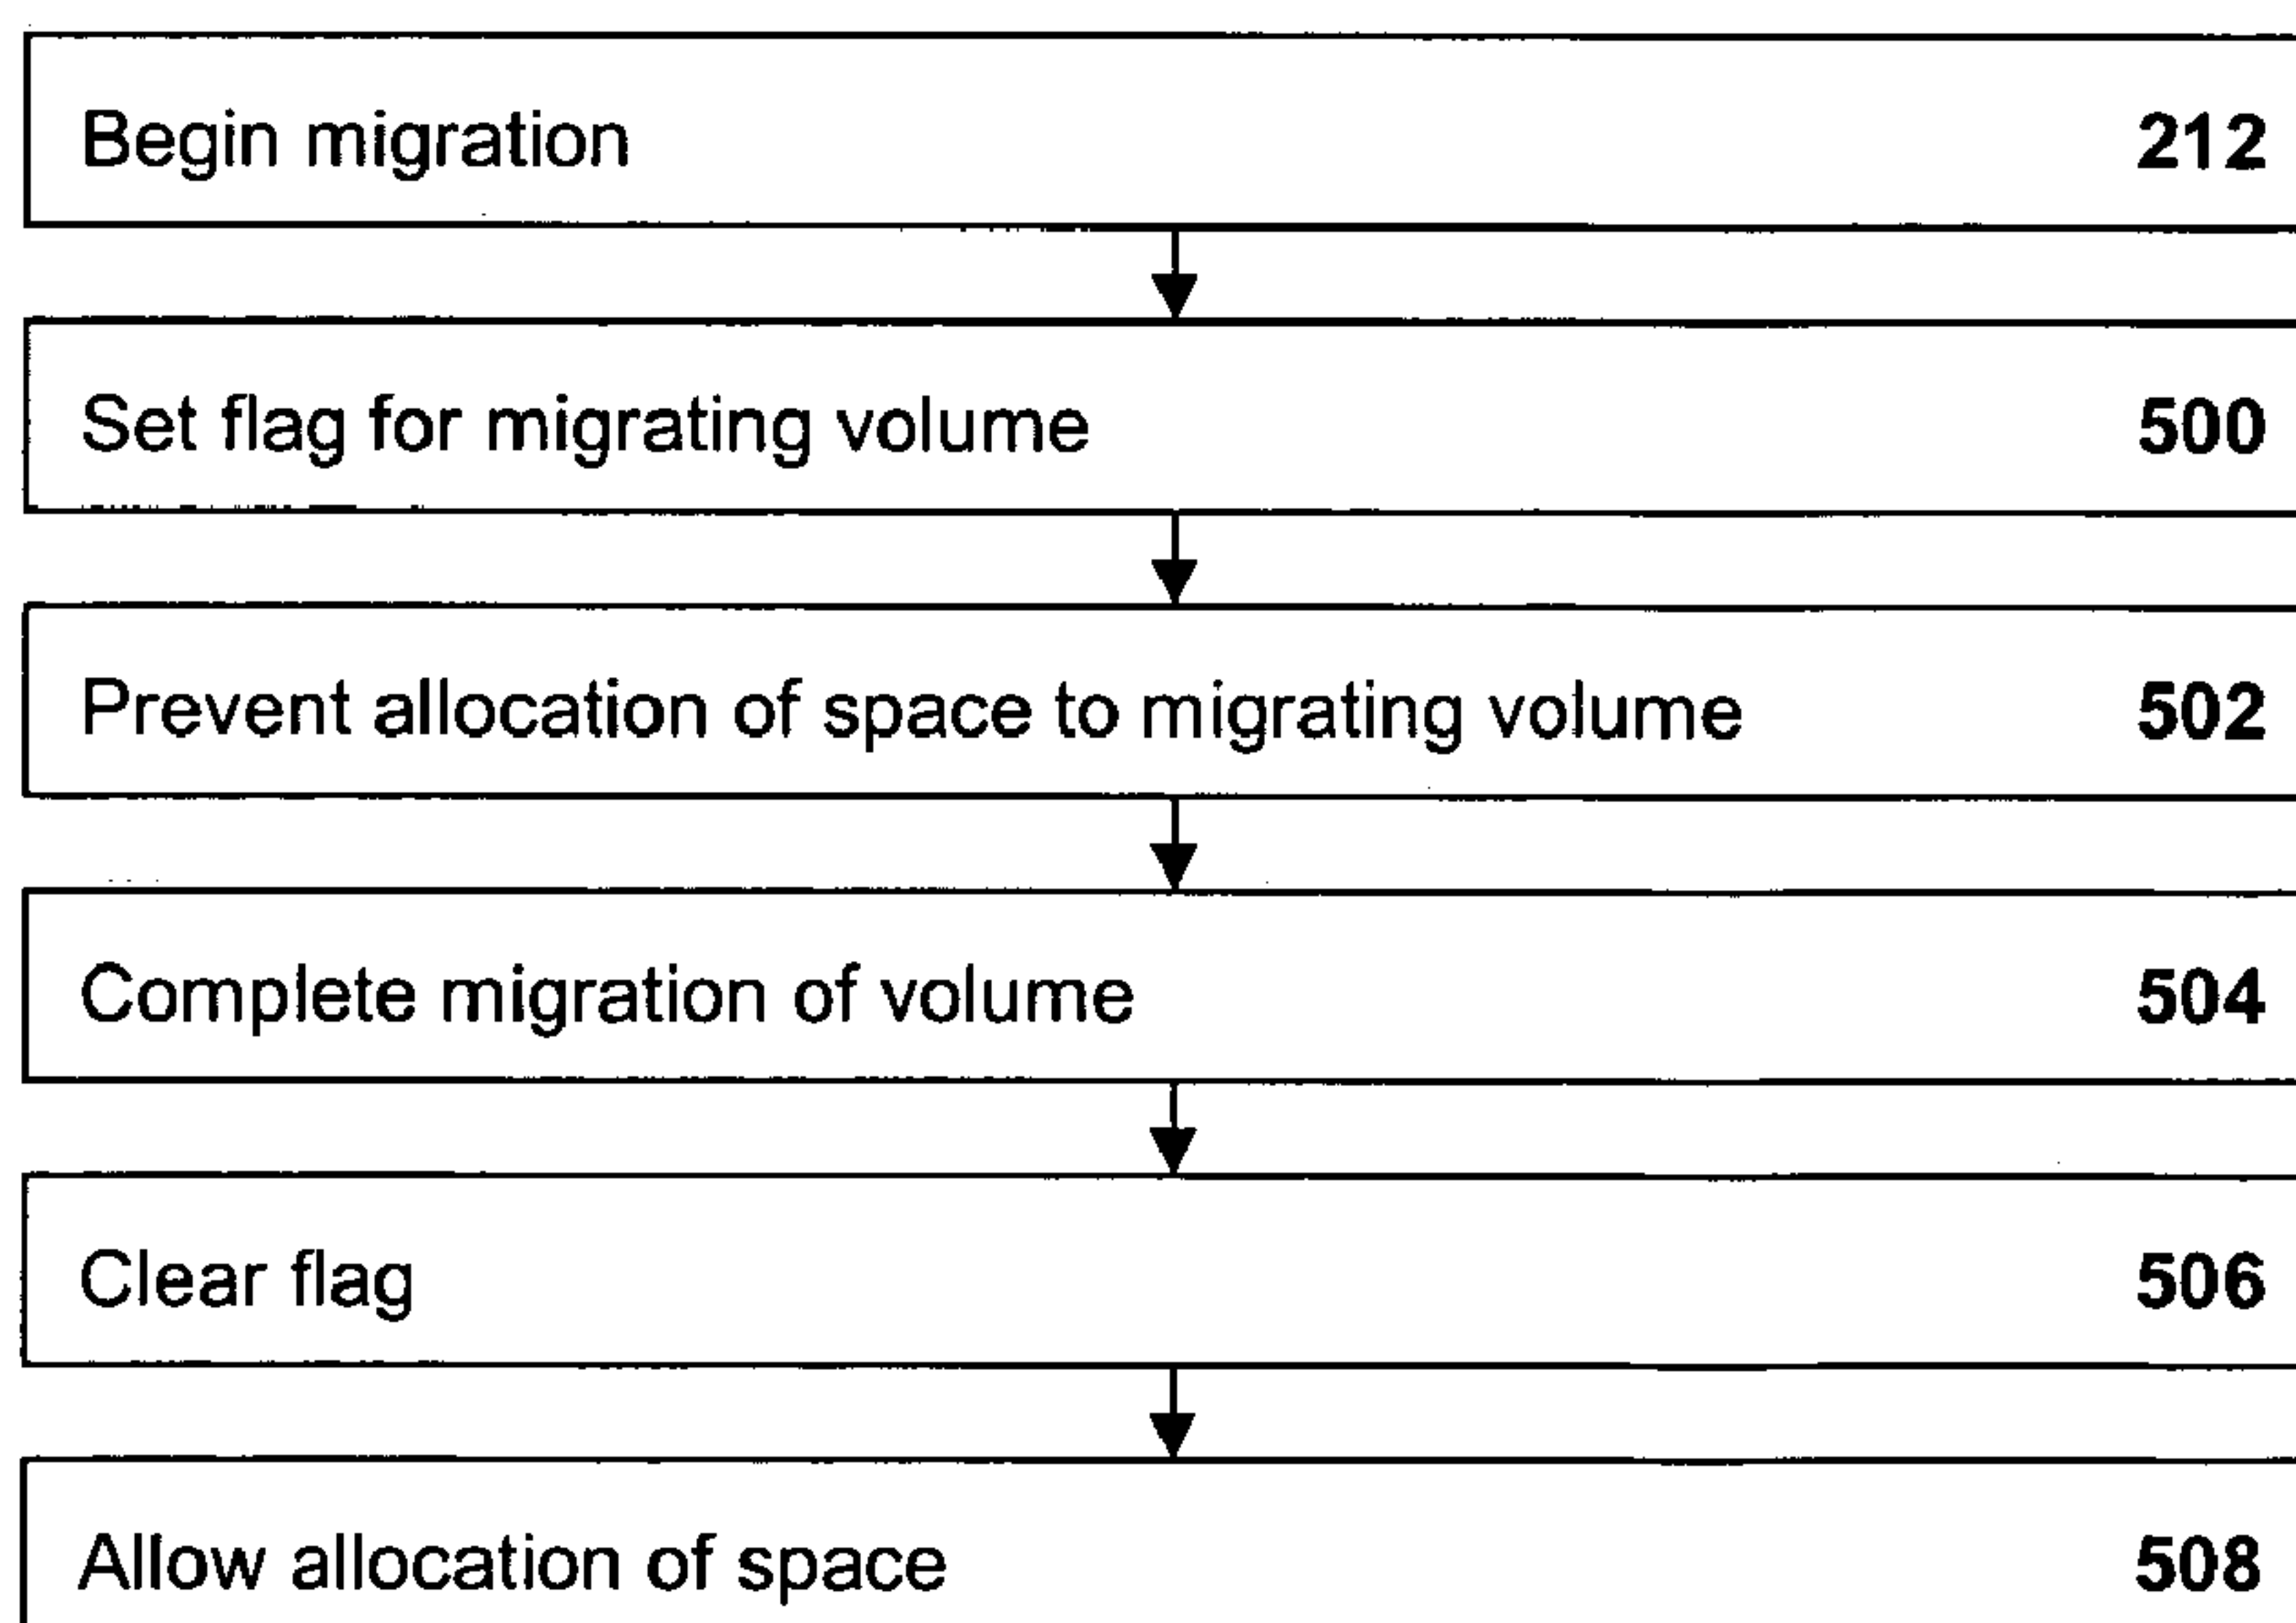 Begin migration 212
Set flag for migrating volume 500
Prevent allocation of space to migrating volume 502
Complete migration of volume 504
Clear flag 506
Allow allocation of space 508